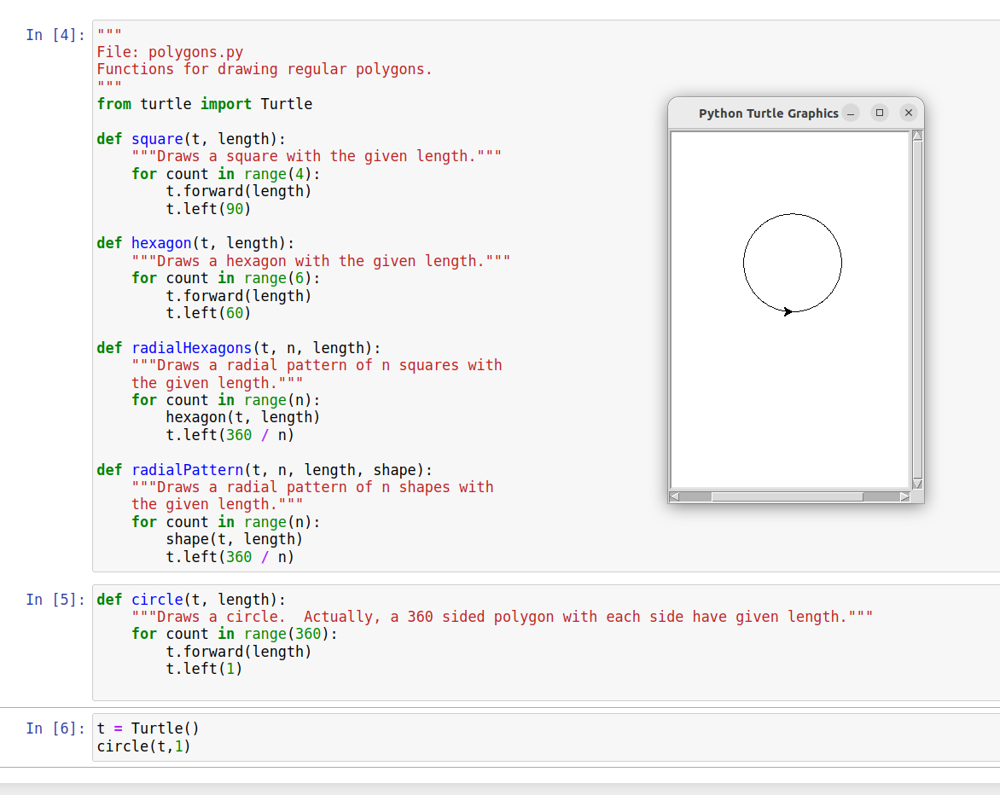 In [4]:
"""
File: polygons.py
Functions for drawing regular polygons.
"""
from turtle import Turtle
def square(t, length):
"""Draws a square with the given length."""
for count in range(4):
t.forward(length)
t.left(90)
def hexagon(t, length):
"""Draws a hexagon with the given length."""
for count in range(6):
t.forward(length)
t.left(60)
def radialHexagons(t, n, length):
"""Draws a radial pattern of n squares with
the given length."""
for count in range(n):
hexagon(t, length)
t.left(360 / n)
def radialPattern(t, n, length, shape):
"""Draws a radial pattern of n shapes with
the given length."""
for count in range(n):
shape(t, length)
t.left(360 / n)
Python Turtle Graphics
In [5]:
def circle(t, length):
"""Draws a circle.  Actually, a 360 sided polygon with each side have given length."""
for count in range(360):
t.forward(length)
t.left(1)
In [6]:
t = Turtle()
circle(t,1)